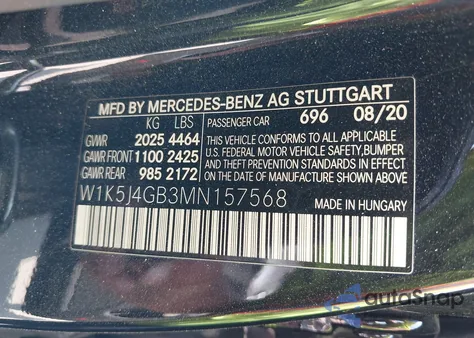 MFD BY MERCEDES-BENZ AG STUTTGART
KG LBS PASSENGER CAR 696 08/20
GWR 2025 4464 THIS VEHICLE CONFORMS TO ALL APPLICABLE
GAWR FRONT 1100 2425 U.S. FEDERAL MOTOR VEHICLE SAFETY, BUMPER
GAWR REAR 985 2172 AND THEFT PREVENTION STANDARDS IN EFFECT
ON THE DATE OF MANUFACTURE SHOWN ABOVE.
W1K5J4GB3MN157568 MADE IN HUNGARY
autoSnap